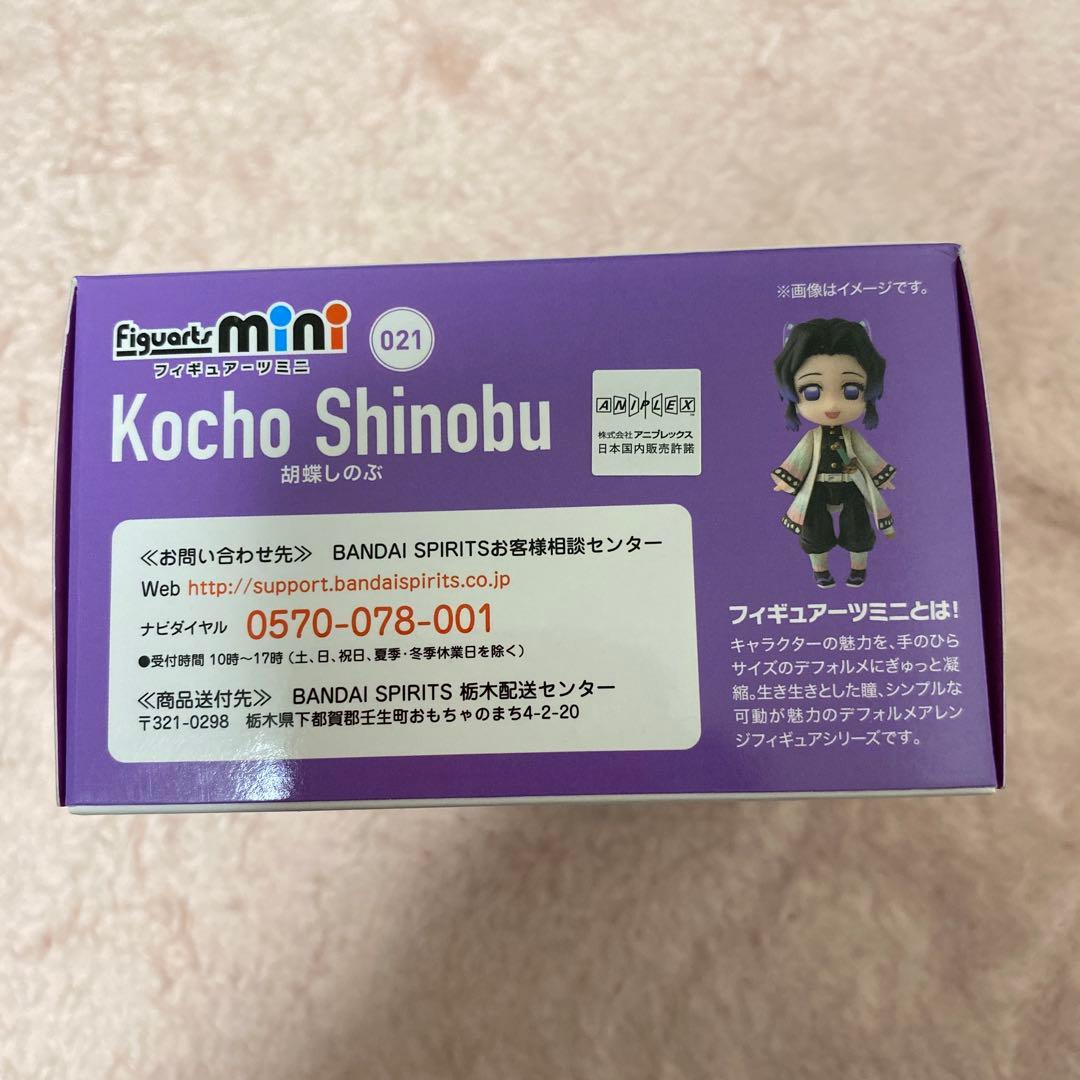 Figuarts mini
フィギュアーツミニ
021
Kocho Shinobu
胡蝶しのぶ
ANIPLEX™
株式会社アニプレックス
日本国内販売許諾
※画像はイメージです。
≪お問い合わせ先≫ BANDAI SPIRITSお客様相談センター
Web http://support.bandaispirits.co.jp
ナビダイヤル 0570-078-001
●受付時間 10時〜17時（土、日、祝日、夏季・冬季休業日を除く）
≪商品送付先≫ BANDAI SPIRITS 栃木配送センター
〒321-0298 栃木県下都賀郡壬生町おもちゃのまち4-2-20
フィギュアーツミニとは!
キャラクターの魅力を、手のひら
サイズのデフォルメにぎゅっと凝
縮。生き生きとした瞳、シンプルな
可動が魅力のデフォルメアレン
ジフィギュアシリーズです。